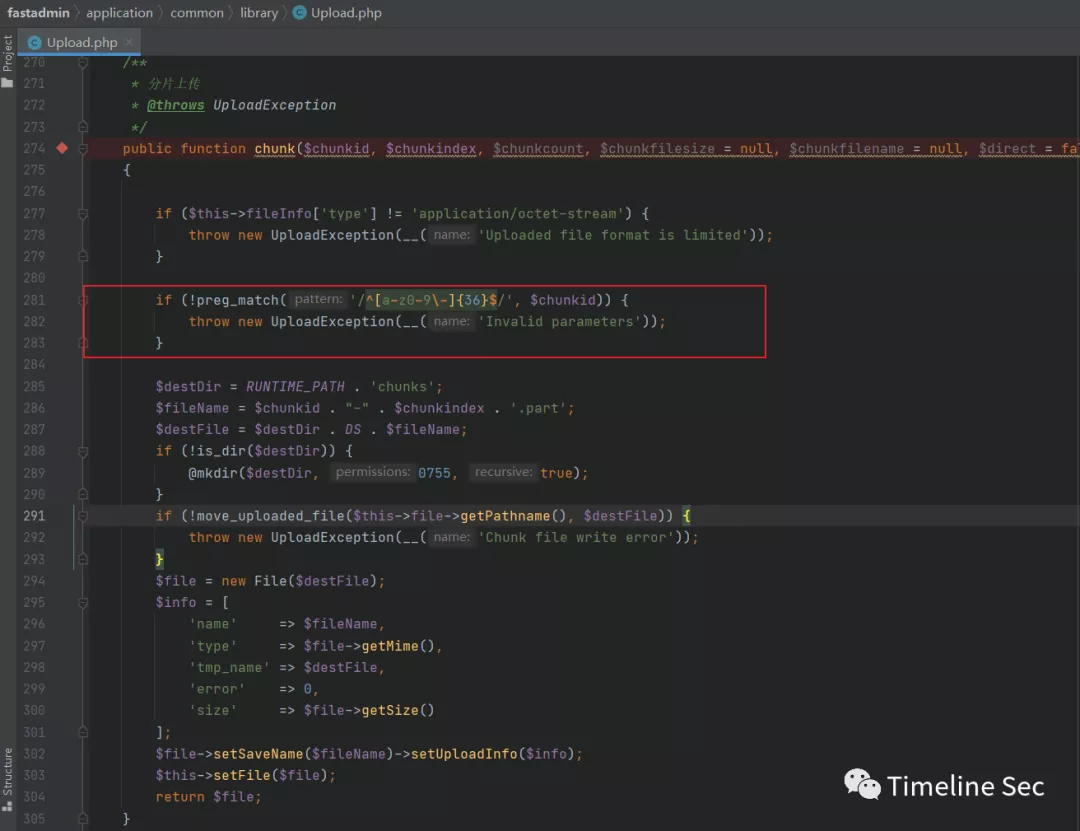 fastadmin application common library Upload.php
Upload.php
Project
270 /**
271 * 分片上传
272 * @throws UploadException
273 */
274 public function chunk($chunkid, $chunkindex, $chunkcount, $chunkfilesize = null, $chunkfilename = null, $direct = fa
275 {
276
277 if ($this->fileInfo['type'] != 'application/octet-stream') {
278 throw new UploadException(__( name: 'Uploaded file format is limited'));
279 }
280
281 if (!preg_match( pattern: '/^[a-z0-9\-]{36}$/', $chunkid)) {
282 throw new UploadException(__( name: 'Invalid parameters'));
283 }
284
285 $destDir = RUNTIME_PATH . 'chunks';
286 $fileName = $chunkid . "-" . $chunkindex . '.part';
287 $destFile = $destDir . DS . $fileName;
288 if (!is_dir($destDir)) {
289 @mkdir($destDir, permissions: 0755, recursive: true);
290 }
291 if (!move_uploaded_file($this->file->getPathname(), $destFile)) {
292 throw new UploadException(__( name: 'Chunk file write error'));
293 }
294 $file = new File($destFile);
295 $info = [
296 'name' => $fileName,
297 'type' => $file->getMime(),
298 'tmp_name' => $destFile,
299 'error' => 0,
300 'size' => $file->getSize()
301 ];
302 $file->setSaveName($fileName)->setUploadInfo($info);
303 $this->setFile($file);
304 return $file;
305 }
Structure
Timeline Sec